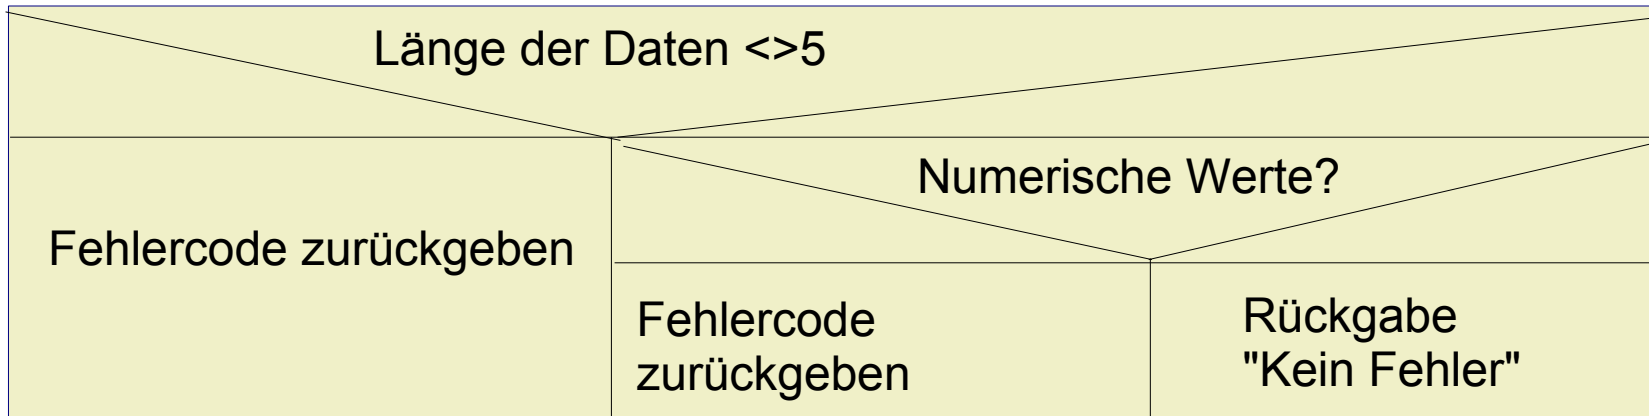 Länge der Daten <>5
Numerische Werte?
Fehlercode zurückgeben
Fehlercode
zurückgeben
Rückgabe
"Kein Fehler"